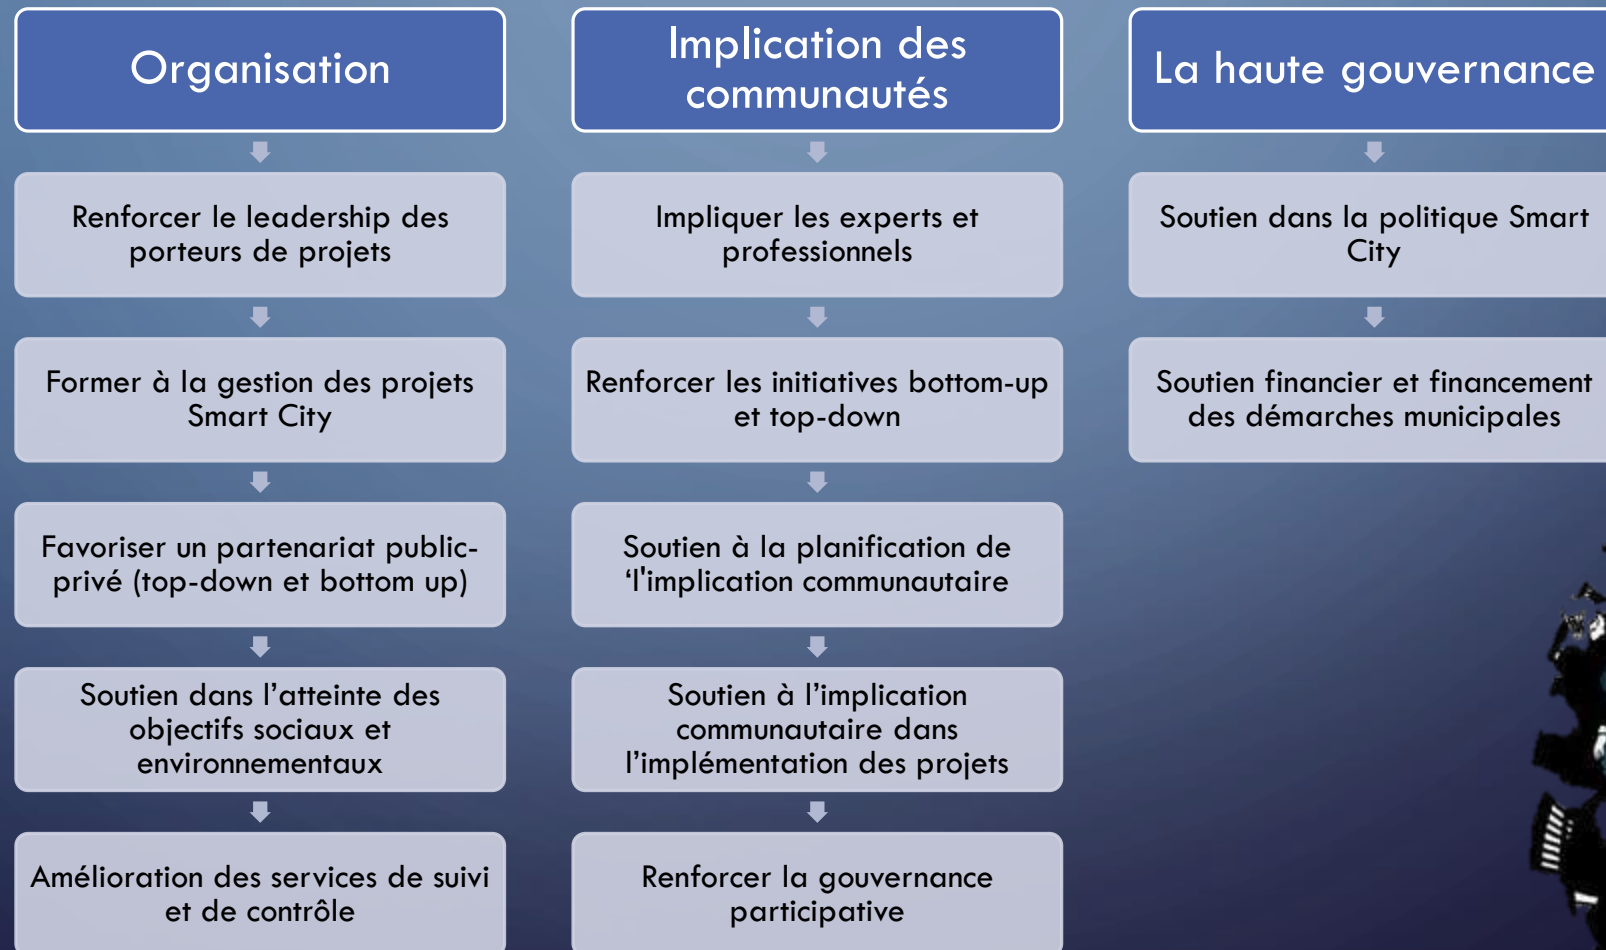 Organisation
Renforcer le leadership des
porteurs de projets
Former à la gestion des projets
Smart City
Favoriser un partenariat public-
privé (top-down et bottom up)
Soutien dans l’atteinte des
objectifs sociaux et
environnementaux
Amélioration des services de suivi
et de contrôle
Implication des
communautés
Impliquer les experts et
professionnels
Renforcer les initiatives bottom-up
et top-down
Soutien à la planification de
‘l'implication communautaire
Soutien à l’implication
communautaire dans
l’implémentation des projets
Renforcer la gouvernance
participative
La haute gouvernance
Soutien dans la politique Smart
City
Soutien financier et financement
des démarches municipales